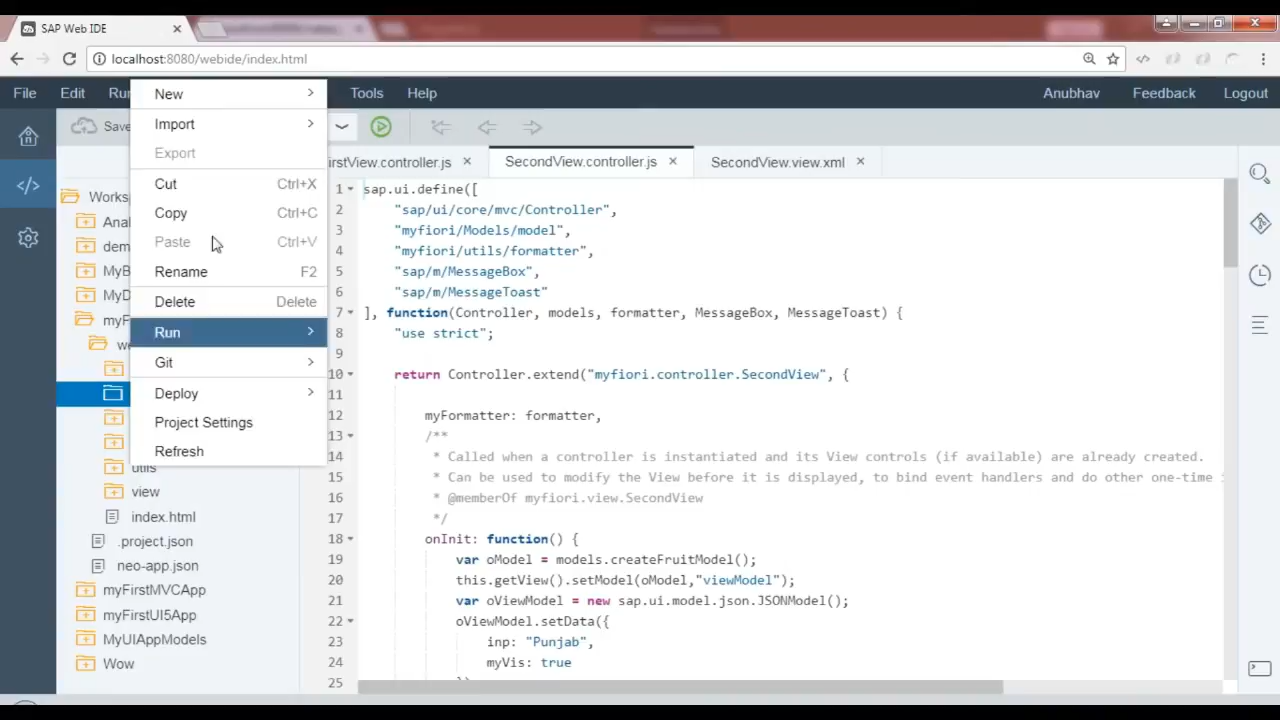 SAP Web IDE
localhost:8080/webide/index.html
File Edit Run Tools Help Anubhav Feedback Logout
Save
New
Import
Export
Cut Ctrl+X
Copy Ctrl+C
Paste Ctrl+V
Rename F2
Delete Delete
Run
Git
Deploy
Project Settings
Refresh
utils
view
index.html
.project.json
neo-app.json
myFirstMVCApp
myFirstUI5App
MyUIAppModels
Wow
irstView.controller.js SecondView.controller.js SecondView.view.xml
1 sap.ui.define([
2 "sap/ui/core/mvc/Controller",
3 "myfiori/Models/model",
4 "myfiori/utils/formatter",
5 "sap/m/MessageBox",
6 "sap/m/MessageToast"
7 ], function(Controller, models, formatter, MessageBox, MessageToast) {
8 "use strict";
9
10 return Controller.extend("myfiori.controller.SecondView", {
11
12 myFormatter: formatter,
13 /**
14 * Called when a controller is instantiated and its View controls (if available) are already created.
15 * Can be used to modify the View before it is displayed, to bind event handlers and do other one-time i
16 * @memberOf myfiori.view.SecondView
17 */
18 onInit: function() {
19 var oModel = models.createFruitModel();
20 this.getView().setModel(oModel,"viewModel");
21 var oViewModel = new sap.ui.model.json.JSONModel();
22 oViewModel.setData({
23 inp: "Punjab",
24 myVis: true
25